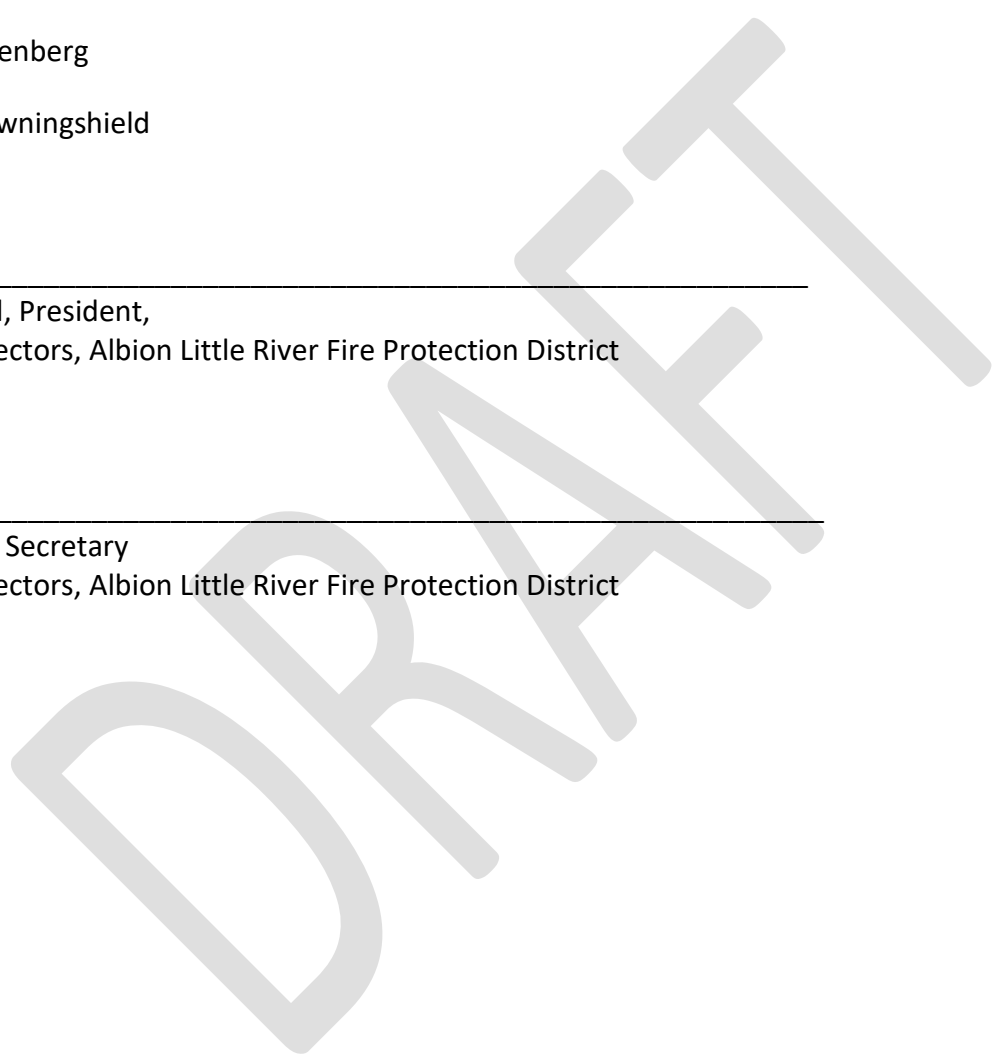 enberg
wningshield
l, President,
ectors, Albion Little River Fire Protection District
Secretary
ectors, Albion Little River Fire Protection District
DRAFT